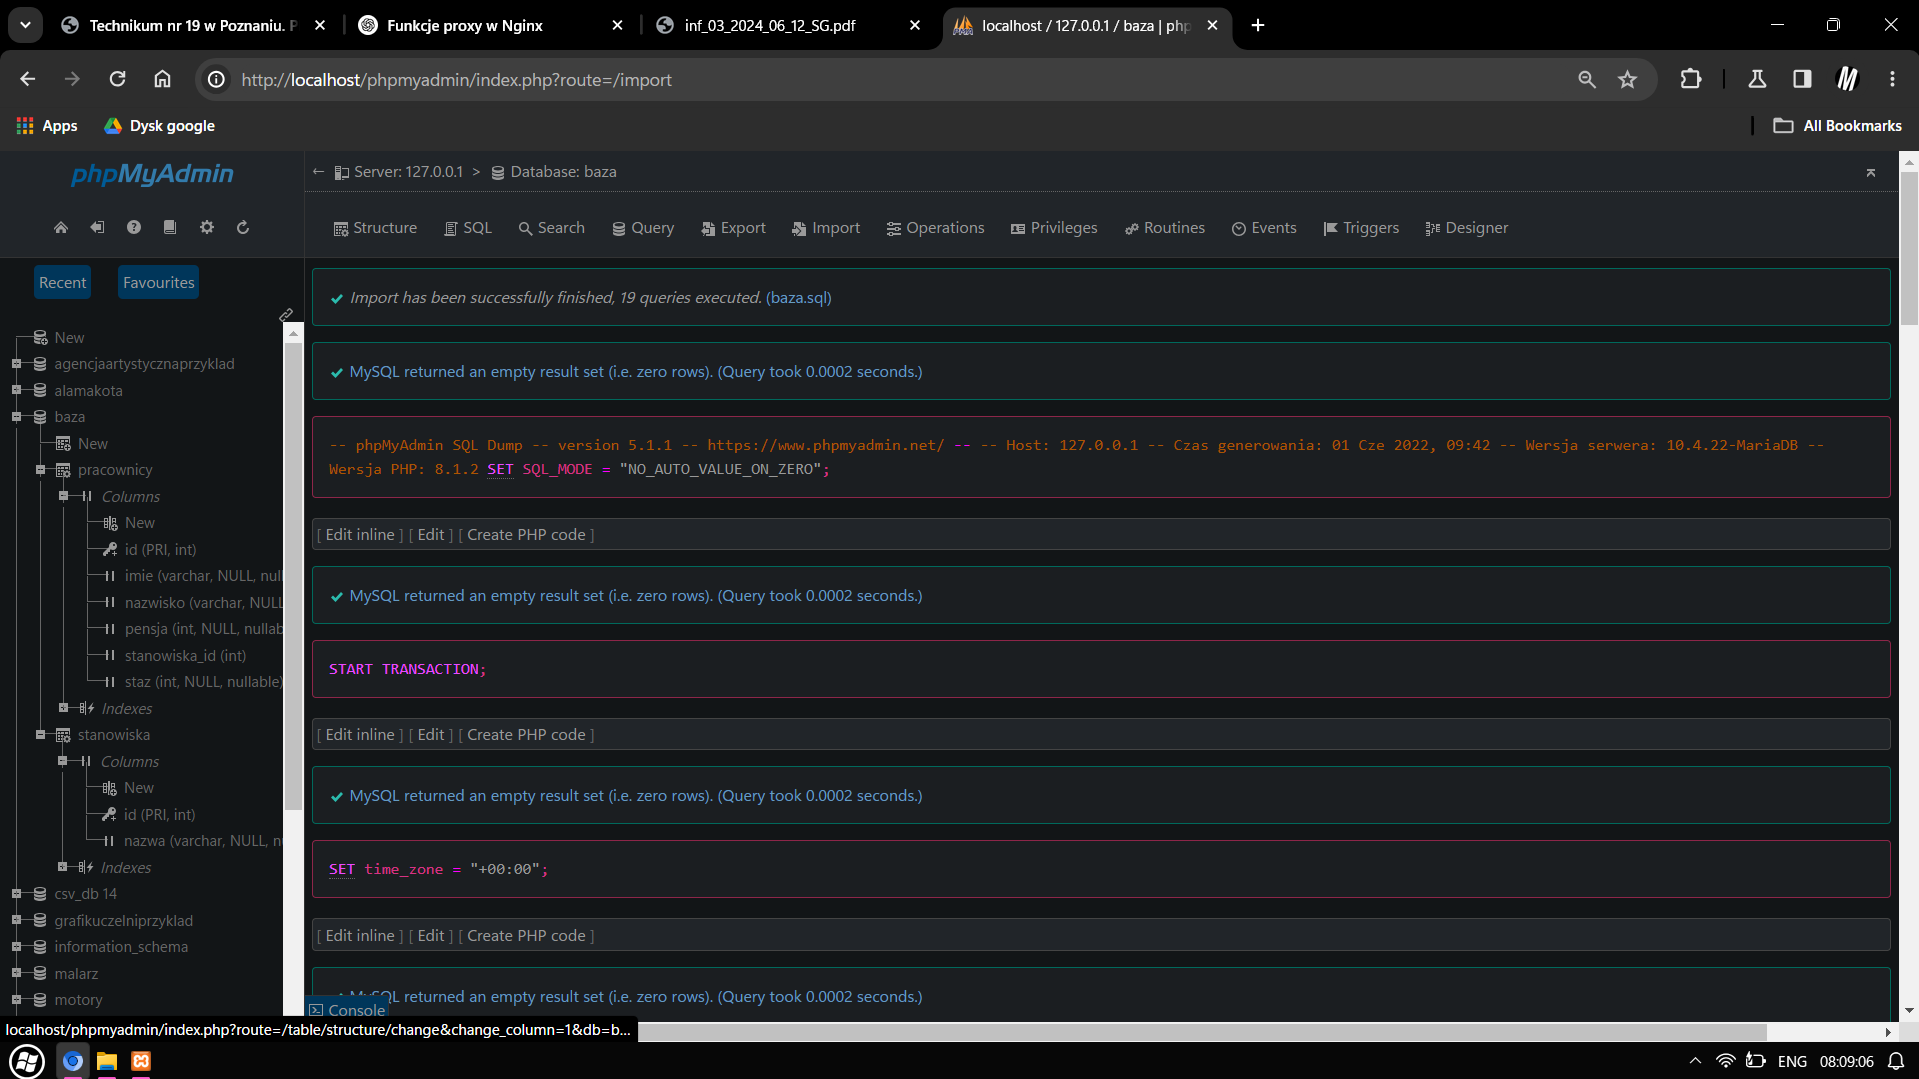 Technikum nr 19 w Poznaniu. P
Funkcje proxy w Nginx
inf_03_2024_06_12_SG.pdf
localhost / 127.0.0.1 / baza | php
http://localhost/phpmyadmin/index.php?route=/import
Apps
Dysk google
All Bookmarks
phpMyAdmin
Server: 127.0.0.1 > Database: baza
Structure SQL Search Query Export Import Operations Privileges Routines Events Triggers Designer
Recent
Favourites
New
agencjaartystycznaprzyklad
alamakota
baza
New
pracownicy
Columns
New
id (PRI, int)
imie (varchar, NULL, null
nazwisko (varchar, NULL
pensja (int, NULL, nullab
stanowiska_id (int)
staz (int, NULL, nullable)
Indexes
stanowiska
Columns
New
id (PRI, int)
nazwa (varchar, NULL, n
Indexes
csv_db 14
grafikuczelniprzyklad
information_schema
malarz
motory
Import has been successfully finished, 19 queries executed. (baza.sql)
MySQL returned an empty result set (i.e. zero rows). (Query took 0.0002 seconds.)
-- phpMyAdmin SQL Dump -- version 5.1.1 -- https://www.phpmyadmin.net/ -- -- Host: 127.0.0.1 -- Czas generowania: 01 Cze 2022, 09:42 -- Wersja serwera: 10.4.22-MariaDB --
Wersja PHP: 8.1.2 SET SQL_MODE = "NO_AUTO_VALUE_ON_ZERO";
[ Edit inline ] [ Edit ] [ Create PHP code ]
MySQL returned an empty result set (i.e. zero rows). (Query took 0.0002 seconds.)
START TRANSACTION;
[ Edit inline ] [ Edit ] [ Create PHP code ]
MySQL returned an empty result set (i.e. zero rows). (Query took 0.0002 seconds.)
SET time_zone = "+00:00";
[ Edit inline ] [ Edit ] [ Create PHP code ]
MySQL returned an empty result set (i.e. zero rows). (Query took 0.0002 seconds.)
Console
localhost/phpmyadmin/index.php?route=/table/structure/change&change_column=1&db=b...
ENG 08:09:06